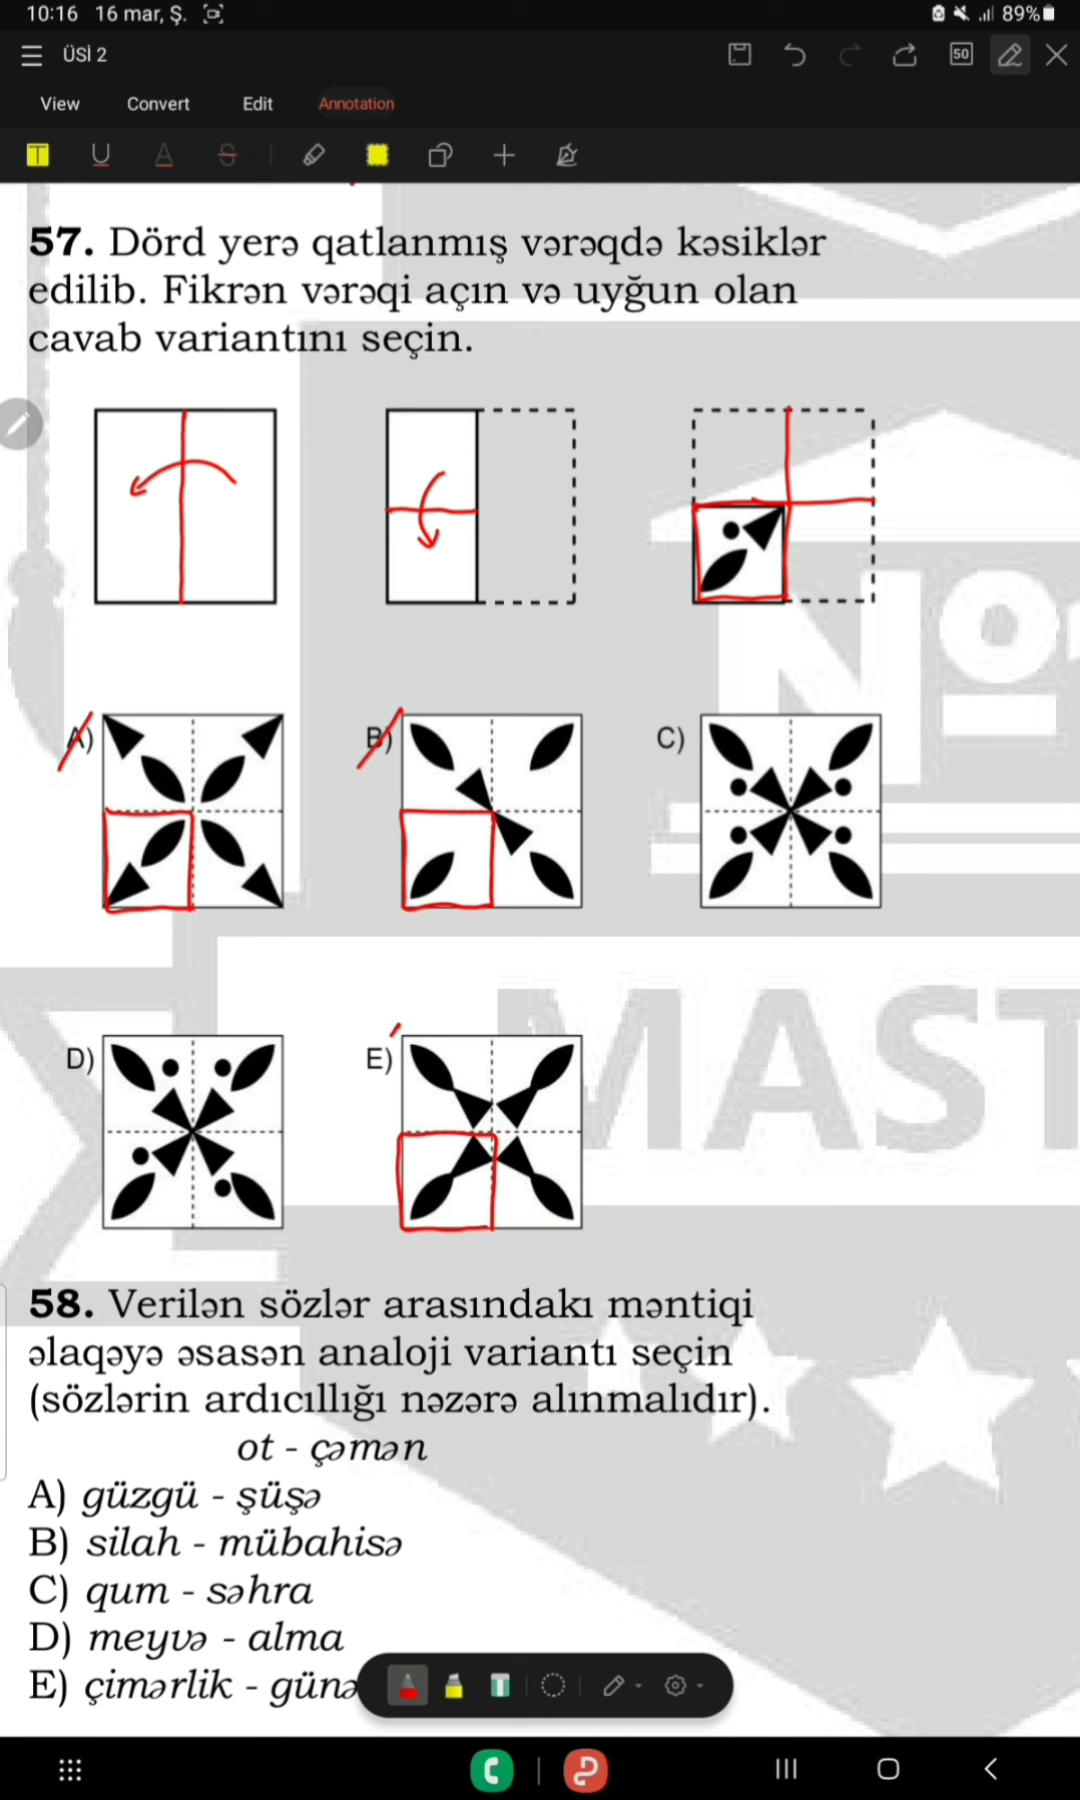 10:16 16 mar, Ş. 89%
ÜSİ 2 50
View Convert Edit Annotation
T U A S
57. Dörd yerə qatlanmış vərəqdə kəsiklər
edilib. Fikrən vərəqi açın və uyğun olan
cavab variantını seçin.
A) B) C)
D) E)
Nº
MAST
58. Verilən sözlər arasındakı məntiqi
əlaqəyə əsasən analoji variantı seçin
(sözlərin ardıcıllığı nəzərə alınmalıdır).
ot - çəmən
A) güzgü - şüşə
B) silah - mübahisə
C) qum - səhra
D) meyvə - alma
E) çimərlik - günə